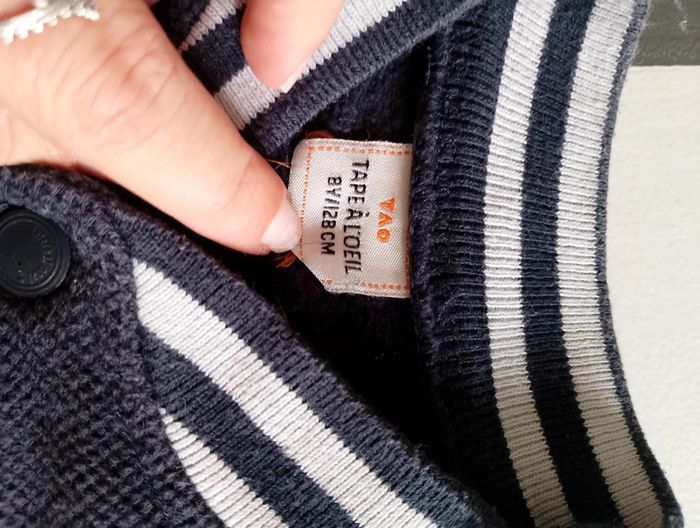 TAO
TAPE À L'OEIL
8Y/128CM